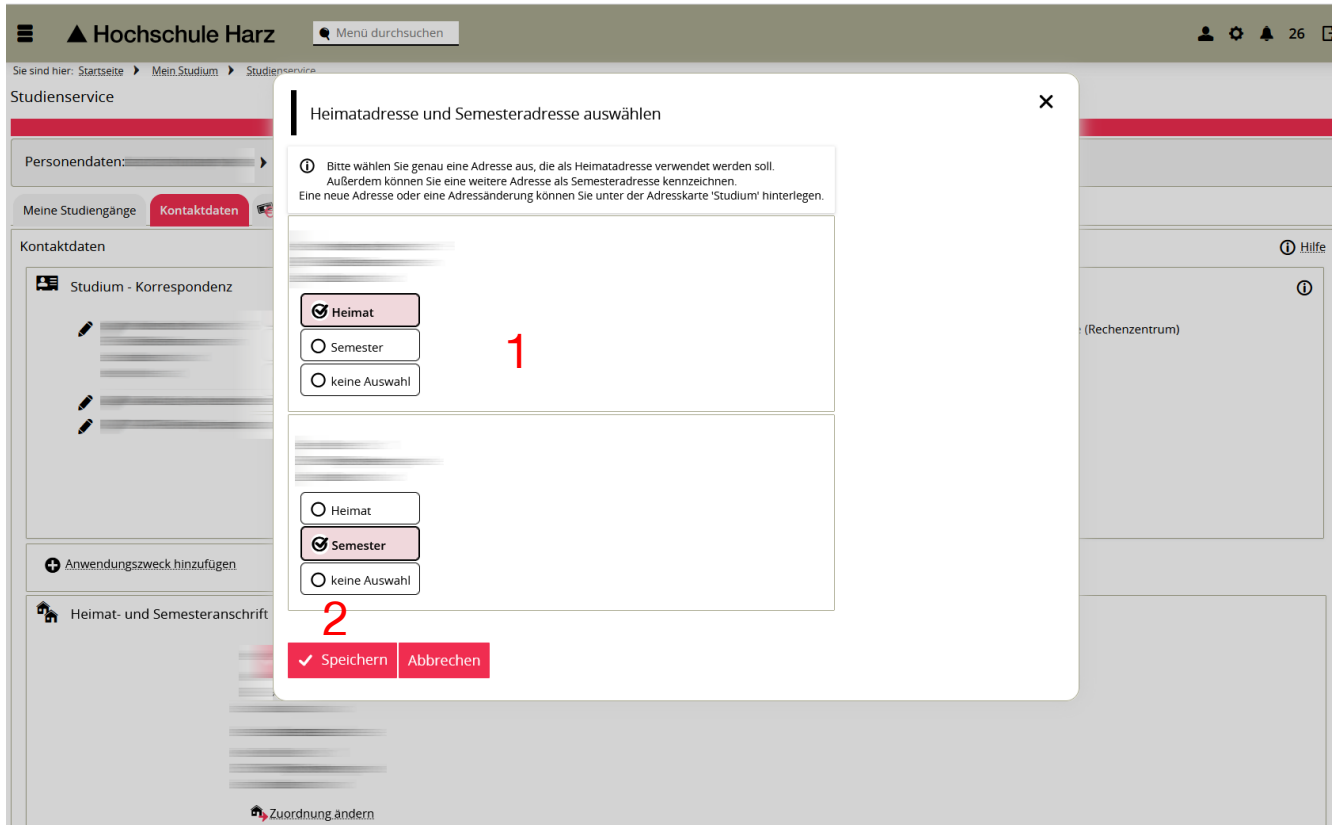 Hochschule Harz
Menü durchsuchen
26
Sie sind hier: Startseite Mein Studium Studienservice
Studienservice
Heimatadresse und Semesteradresse auswählen
Personendaten:
Bitte wählen Sie genau eine Adresse aus, die als Heimatadresse verwendet werden soll.
Außerdem können Sie eine weitere Adresse als Semesteradresse kennzeichnen.
Eine neue Adresse oder eine Adressänderung können Sie unter der Adresskarte 'Studium' hinterlegen.
Meine Studiengänge
Kontaktdaten
Kontaktdaten
Hilfe
Studium - Korrespondenz
(Rechenzentrum)
Heimat
Semester
keine Auswahl
1
Heimat
Semester
keine Auswahl
Anwendungszweck hinzufügen
Heimat- und Semesteranschrift
2
Speichern
Abbrechen
Zuordnung ändern